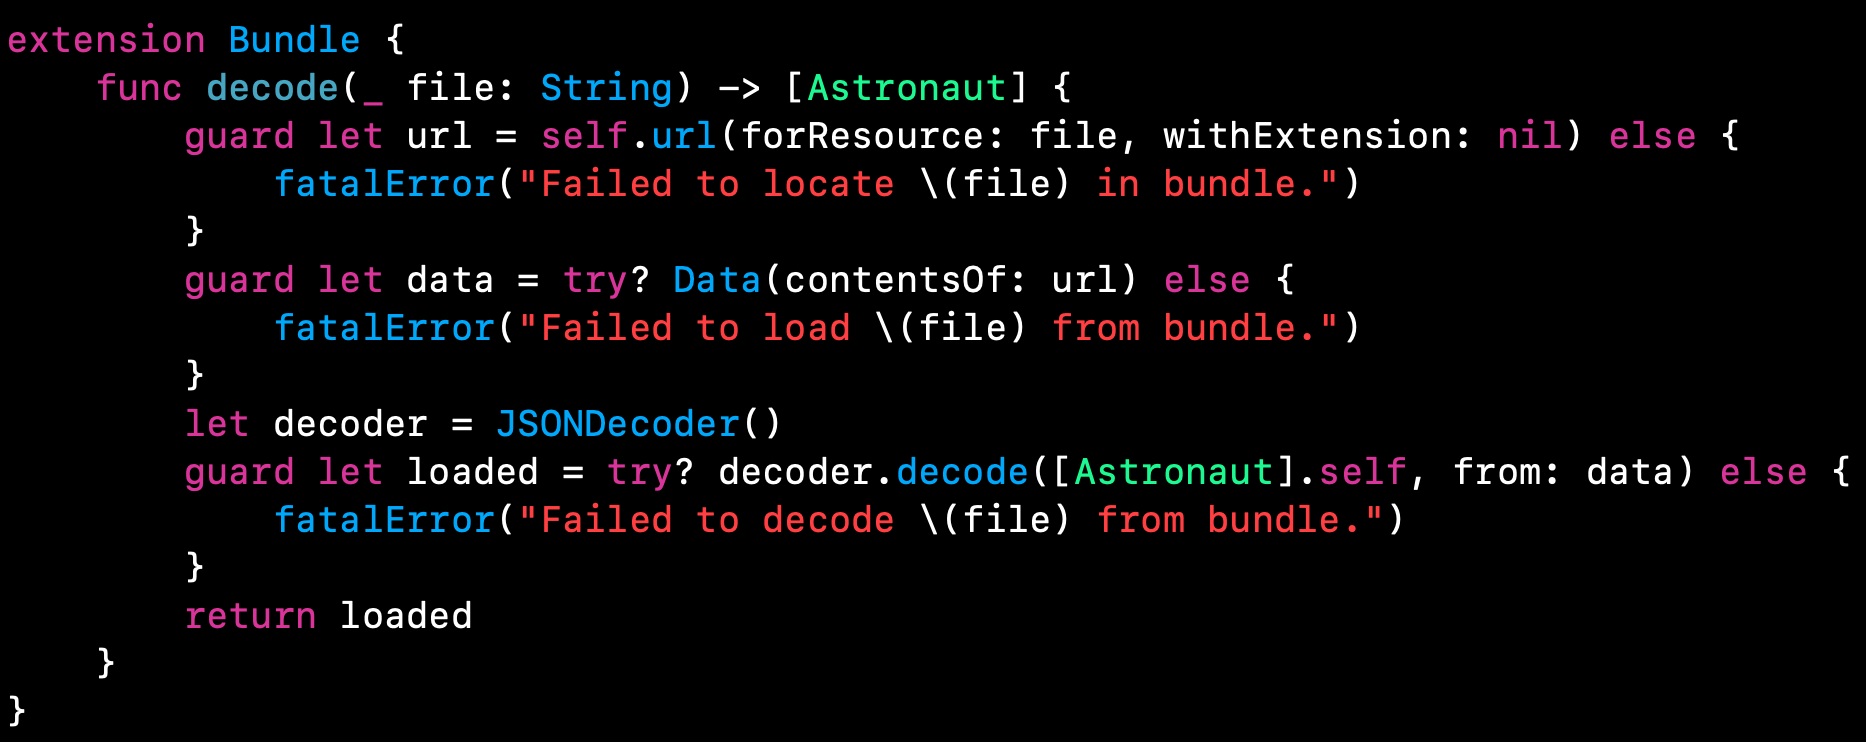 extension Bundle {
    func decode(_ file: String) -> [Astronaut] {
        guard let url = self.url(forResource: file, withExtension: nil) else {
            fatalError("Failed to locate \(file) in bundle.")
        }
        guard let data = try? Data(contentsOf: url) else {
            fatalError("Failed to load \(file) from bundle.")
        }
        let decoder = JSONDecoder()
        guard let loaded = try? decoder.decode([Astronaut].self, from: data) else {
            fatalError("Failed to decode \(file) from bundle.")
        }
        return loaded
    }
}